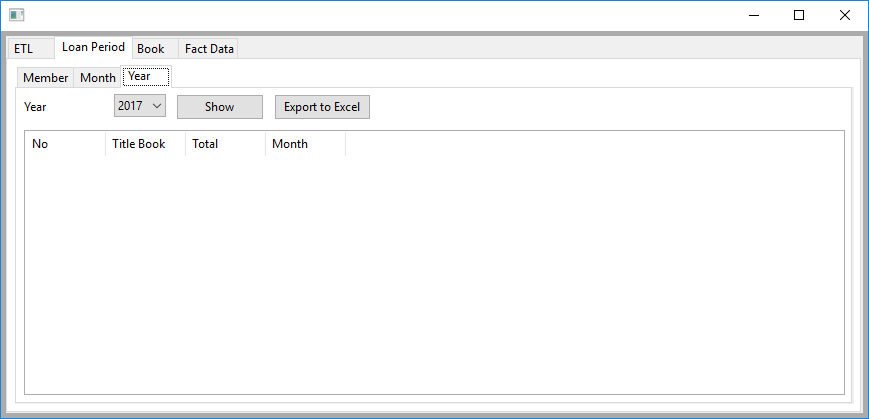 ETL Loan Period Book Fact Data
Member Month Year
Year 2017 Show Export to Excel
No Title Book Total Month